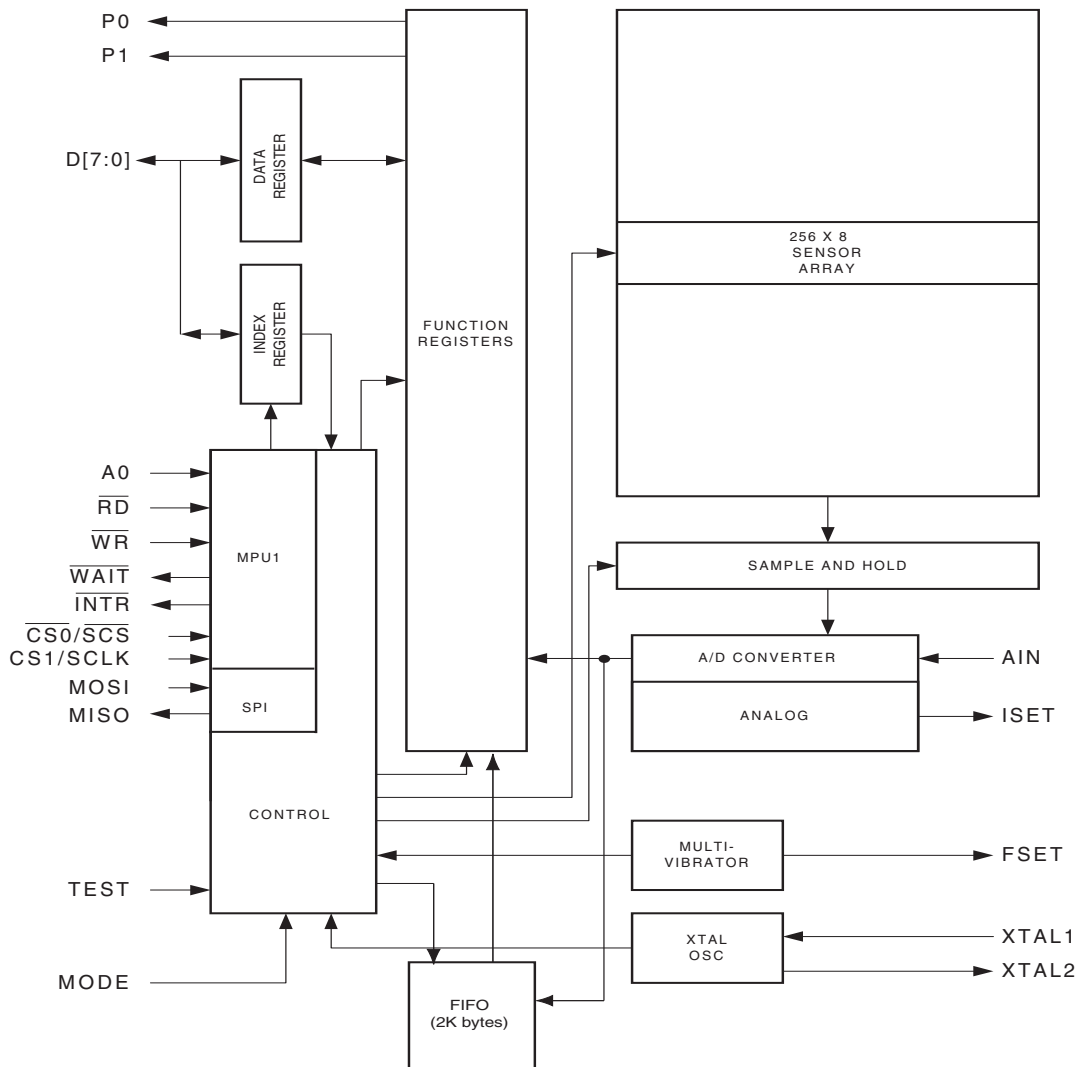 P0
P1
D[7:0]
DATA
REGISTER
INDEX
REGISTER
FUNCTION
REGISTERS
256 X 8
SENSOR
ARRAY
A0
RD
WR
WAIT
INTR
CS0/SCS
CS1/SCLK
MOSI
MISO
MPU1
SPI
CONTROL
TEST
MODE
SAMPLE AND HOLD
A/D CONVERTER
AIN
ANALOG
ISET
MULTI-
VIBRATOR
FSET
XTAL
OSC
XTAL1
XTAL2
FIFO
(2K bytes)